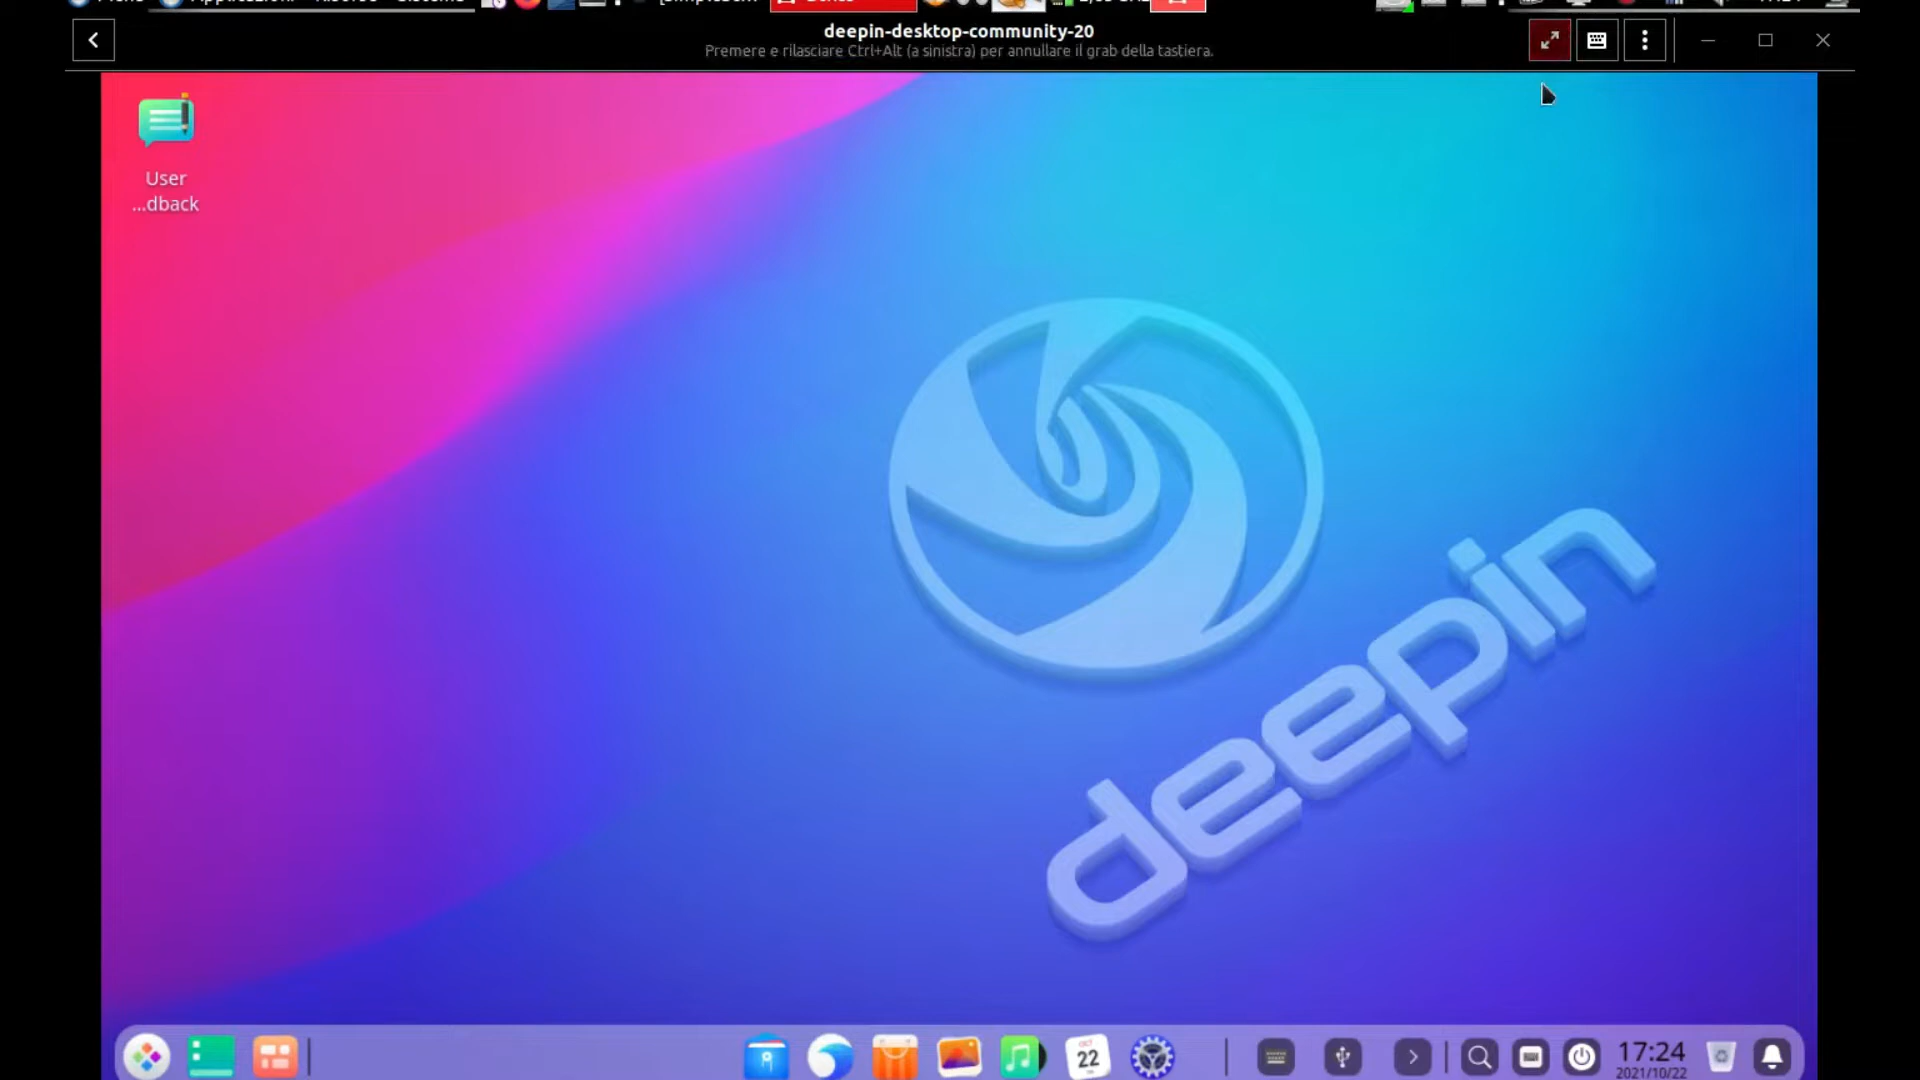 deepin-desktop-community-20
Premere e rilasciare Ctrl+Alt (a sinistra) per annullare il grab della tastiera.
User
...dback
deepin
OCT
22
17:24
2021/10/22